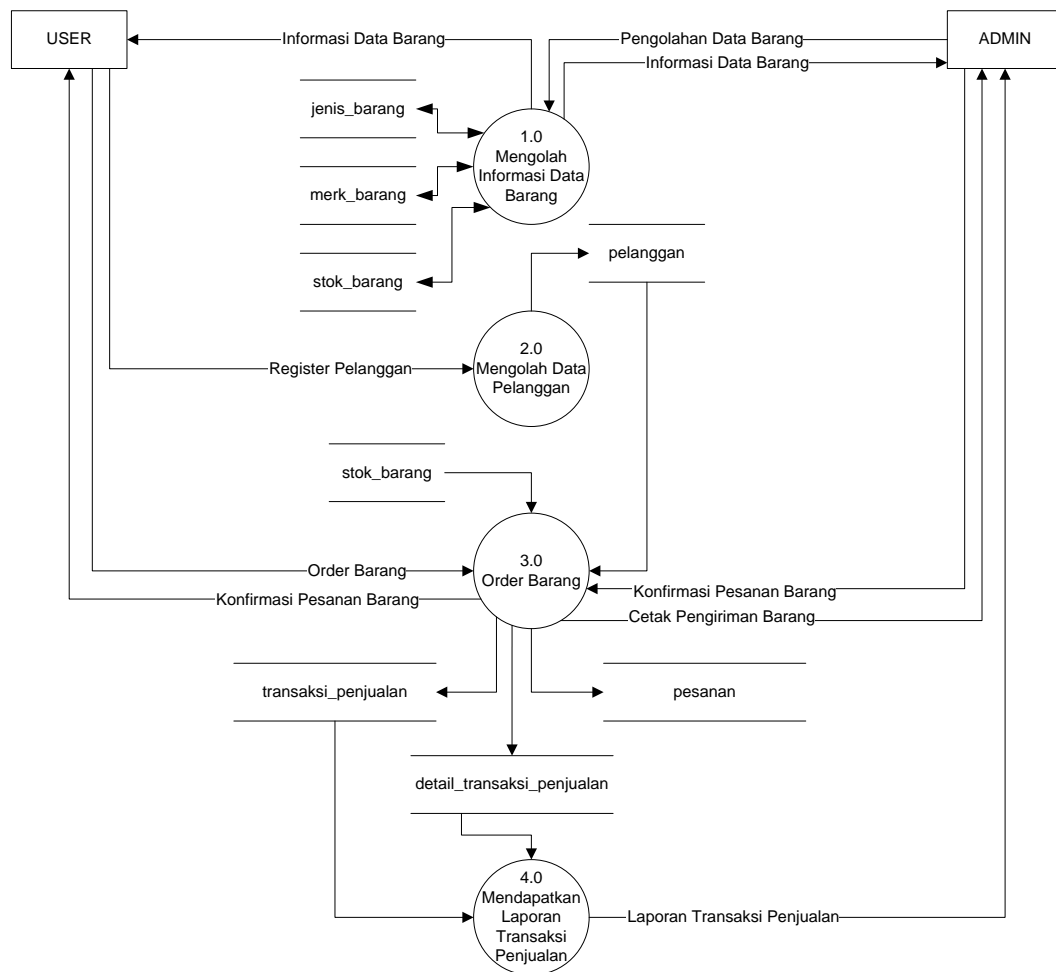 USER
Informasi Data Barang
Pengolahan Data Barang
ADMIN
Informasi Data Barang
jenis_barang
1.0
Mengolah
Informasi Data
Barang
merk_barang
stok_barang
pelanggan
2.0
Mengolah Data
Pelanggan
Register Pelanggan
stok_barang
3.0
Order Barang
Order Barang
Konfirmasi Pesanan Barang
Konfirmasi Pesanan Barang
Cetak Pengiriman Barang
transaksi_penjualan
pesanan
detail_transaksi_penjualan
4.0
Mendapatkan
Laporan
Transaksi
Penjualan
Laporan Transaksi Penjualan